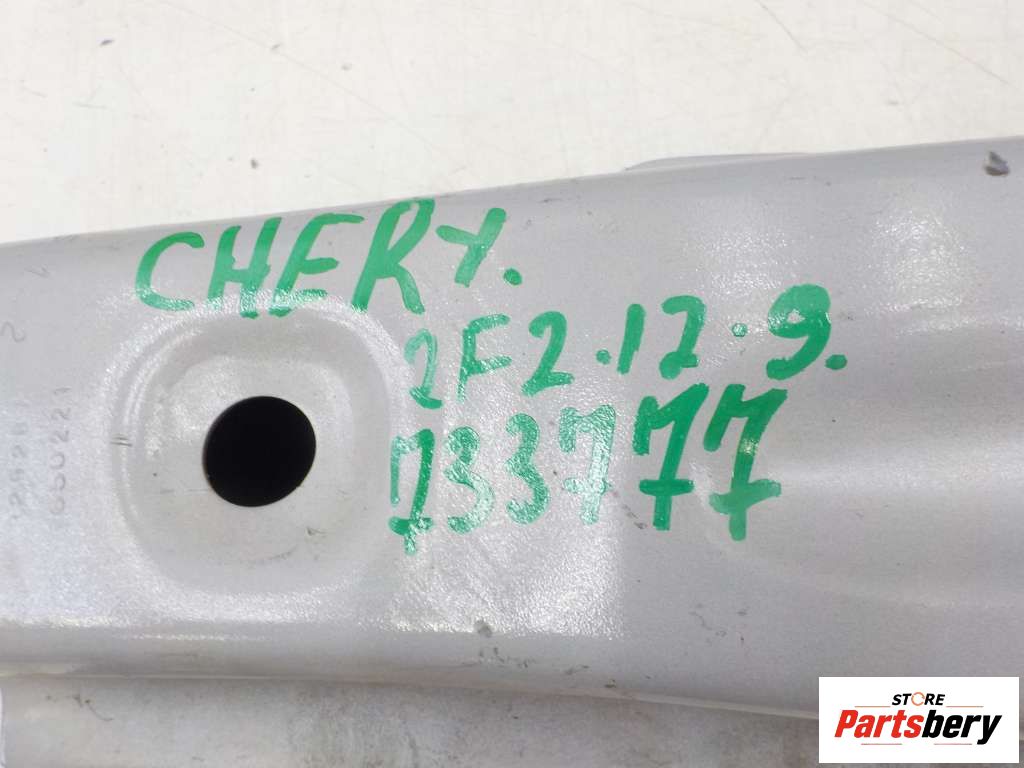 CHERY.
2F2.12.9.
733777
STORE
Partsbery